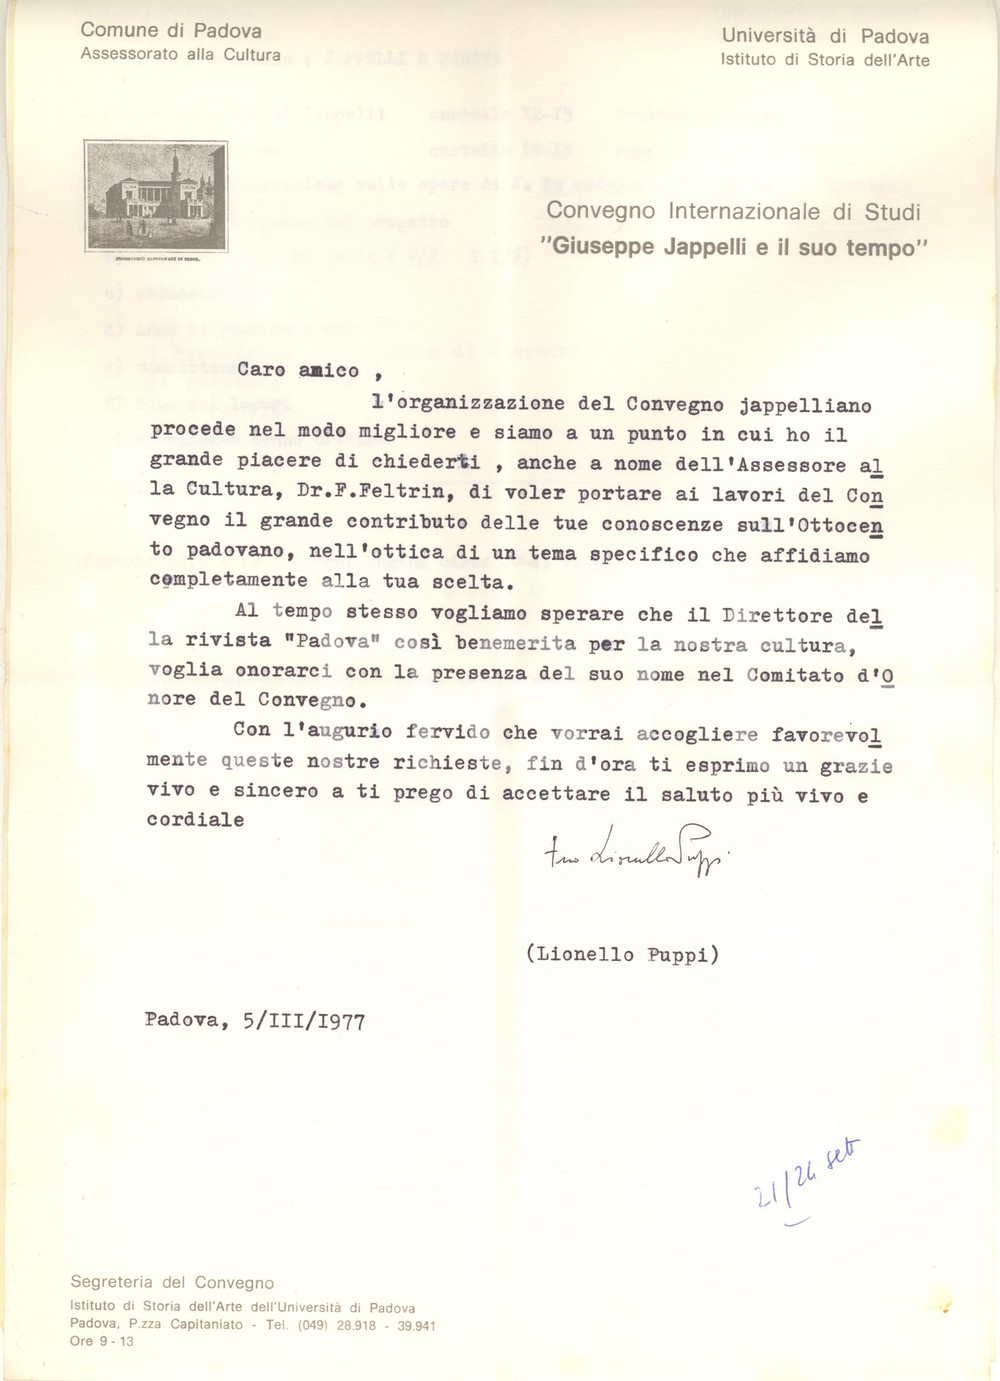 Comune di Padova
Assessorato alla Cultura
Università di Padova
Istituto di Storia dell'Arte
Convegno Internazionale di Studi
"Giuseppe Jappelli e il suo tempo"
Caro amico ,
l'organizzazione del Convegno jappelliano
procede nel modo migliore e siamo a un punto in cui ho il
grande piacere di chiederti , anche a nome dell'Assessore al
la Cultura, Dr.F.Feltrin, di voler portare ai lavori del Con
vegno il grande contributo delle tue conoscenze sull'Ottocen
to padovano, nell'ottica di un tema specifico che affidiamo
completamente alla tua scelta.
Al tempo stesso vogliamo sperare che il Direttore del
la rivista "Padova" così benemerita per la nostra cultura,
voglia onorarci con la presenza del suo nome nel Comitato d'O
nore del Convegno.
Con l'augurio fervido che vorrai accogliere favorevol
mente queste nostre richieste, fin d'ora ti esprimo un grazie
vivo e sincero a ti prego di accettare il saluto più vivo e
cordiale
tuo Lionello Puppi
(Lionello Puppi)
Padova, 5/III/1977
21/24 sett
Segreteria del Convegno
Istituto di Storia dell'Arte dell'Università di Padova
Padova, P.zza Capitaniato - Tel. (049) 28.918 - 39.941
Ore 9 - 13